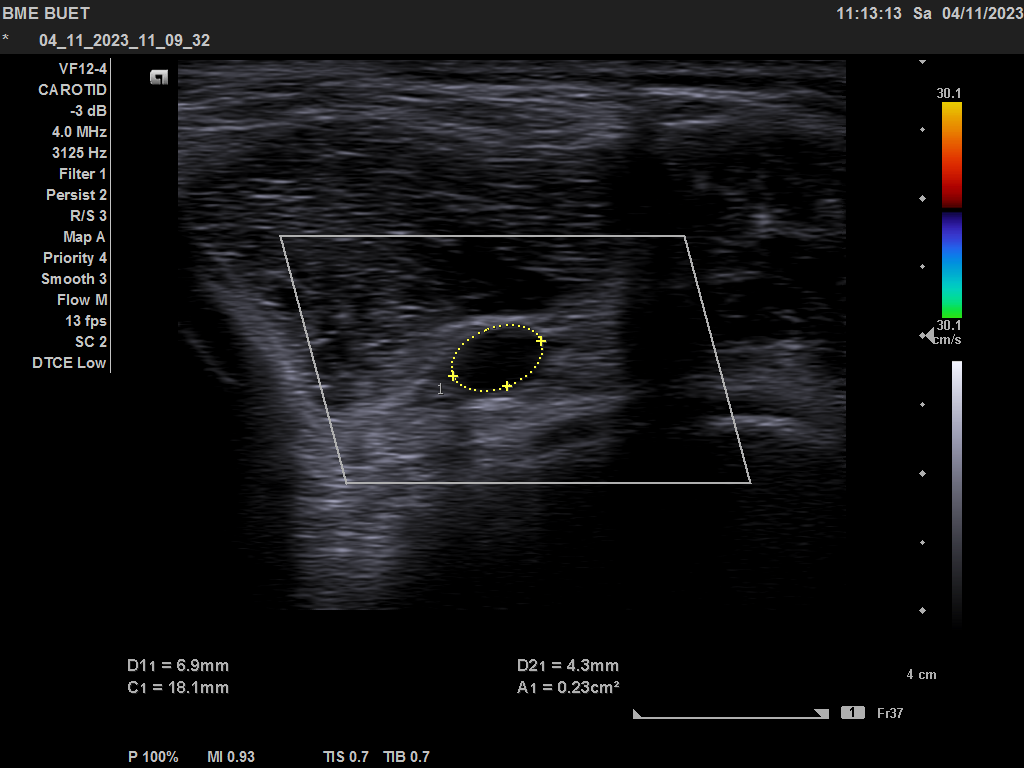 BME BUET
11:13:13 Sa 04/11/2023
* 04_11_2023_11_09_32
VF12-4
CAROTID
-3 dB
4.0 MHz
3125 Hz
Filter 1
Persist 2
R/S 3
Map A
Priority 4
Smooth 3
Flow M
13 fps
SC 2
DTCE Low
30.1
30.1
cm/s
1
D1₁ = 6.9mm
D2₁ = 4.3mm
C₁ = 18.1mm
A₁ = 0.23cm²
4 cm
1 Fr37
P 100% MI 0.93 TIS 0.7 TIB 0.7